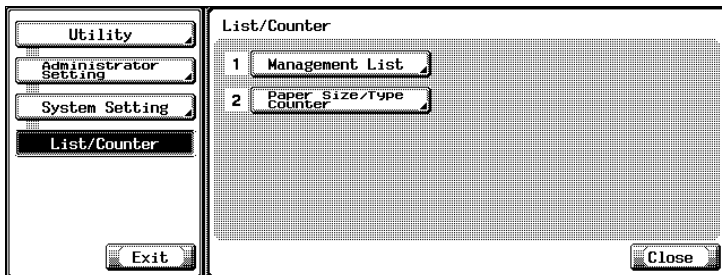 Utility
Administrator
Setting
System Setting
List/Counter
Exit
List/Counter
1 Management List
2 Paper Size/Type
Counter
Close